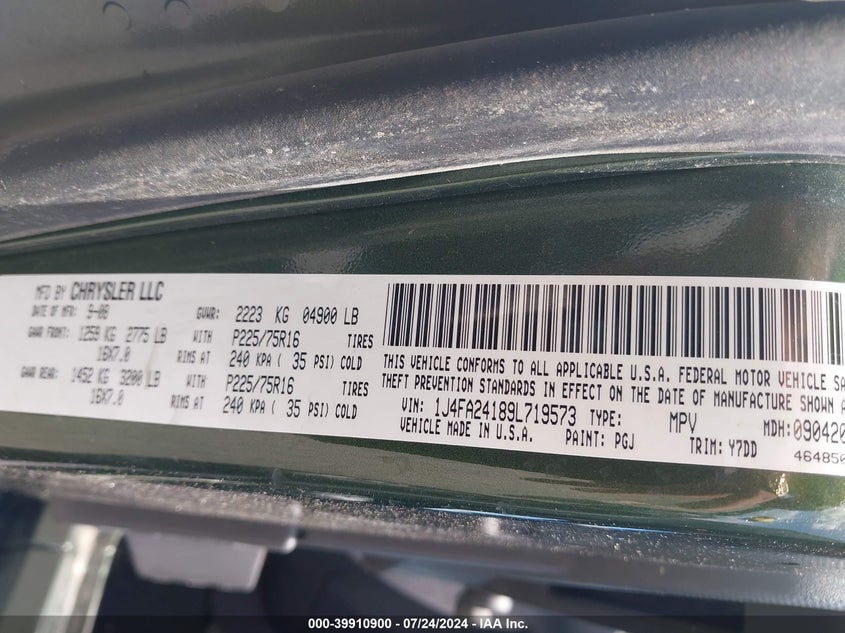 MFD BY CHRYSLER LLC
DATE OF MFR: 9-08 GVWR: 2223 KG 04900 LB
GAWR FRONT: 1259 KG 2775 LB WITH P225/75R16 TIRES
16X7.0 RIMS AT 240 KPA ( 35 PSI) COLD
GAWR REAR: 1452 KG 3200 LB WITH P225/75R16 TIRES
16X7.0 RIMS AT 240 KPA ( 35 PSI) COLD
THIS VEHICLE CONFORMS TO ALL APPLICABLE U.S.A. FEDERAL MOTOR VEHICLE SA
THEFT PREVENTION STANDARDS IN EFFECT ON THE DATE OF MANUFACTURE SHOWN A
VIN: 1J4FA24189L719573 TYPE: MPV MDH: 090420
VEHICLE MADE IN U.S.A. PAINT: PGJ TRIM: Y7DD
464850
000-39910900 / 07/24/2024 - IAA Inc.